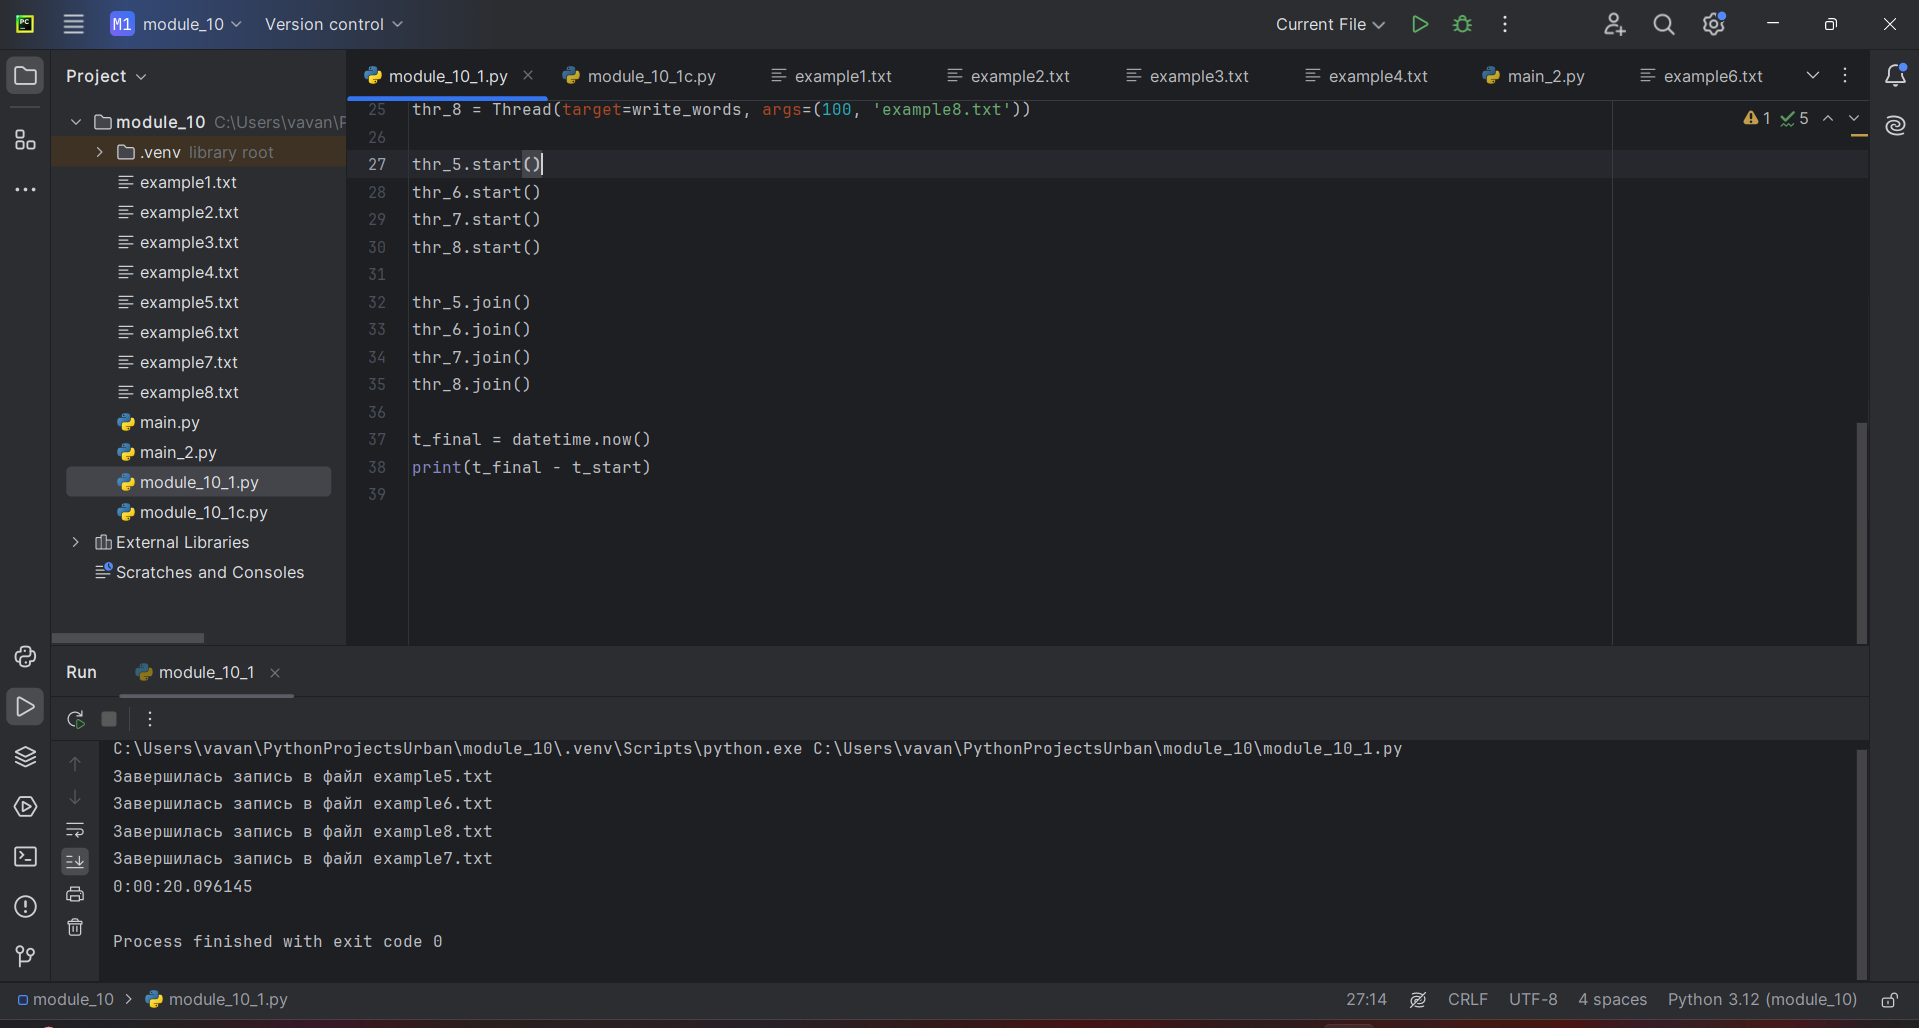 PC
M1 module_10 Version control Current File
Project
module_10_1.py module_10_1c.py example1.txt example2.txt example3.txt example4.txt main_2.py example6.txt
module_10 C:\Users\vavan\
.venv library root
example1.txt
example2.txt
example3.txt
example4.txt
example5.txt
example6.txt
example7.txt
example8.txt
main.py
main_2.py
module_10_1.py
module_10_1c.py
External Libraries
Scratches and Consoles
25 thr_8 = Thread(target=write_words, args=(100, 'example8.txt'))
1 5
26
27 thr_5.start()
28 thr_6.start()
29 thr_7.start()
30 thr_8.start()
31
32 thr_5.join()
33 thr_6.join()
34 thr_7.join()
35 thr_8.join()
36
37 t_final = datetime.now()
38 print(t_final - t_start)
39
Run module_10_1
C:\Users\vavan\PythonProjectsUrban\module_10\.venv\Scripts\python.exe C:\Users\vavan\PythonProjectsUrban\module_10\module_10_1.py
Завершилась запись в файл example5.txt
Завершилась запись в файл example6.txt
Завершилась запись в файл example8.txt
Завершилась запись в файл example7.txt
0:00:20.096145
Process finished with exit code 0
module_10 > module_10_1.py 27:14 CRLF UTF-8 4 spaces Python 3.12 (module_10)